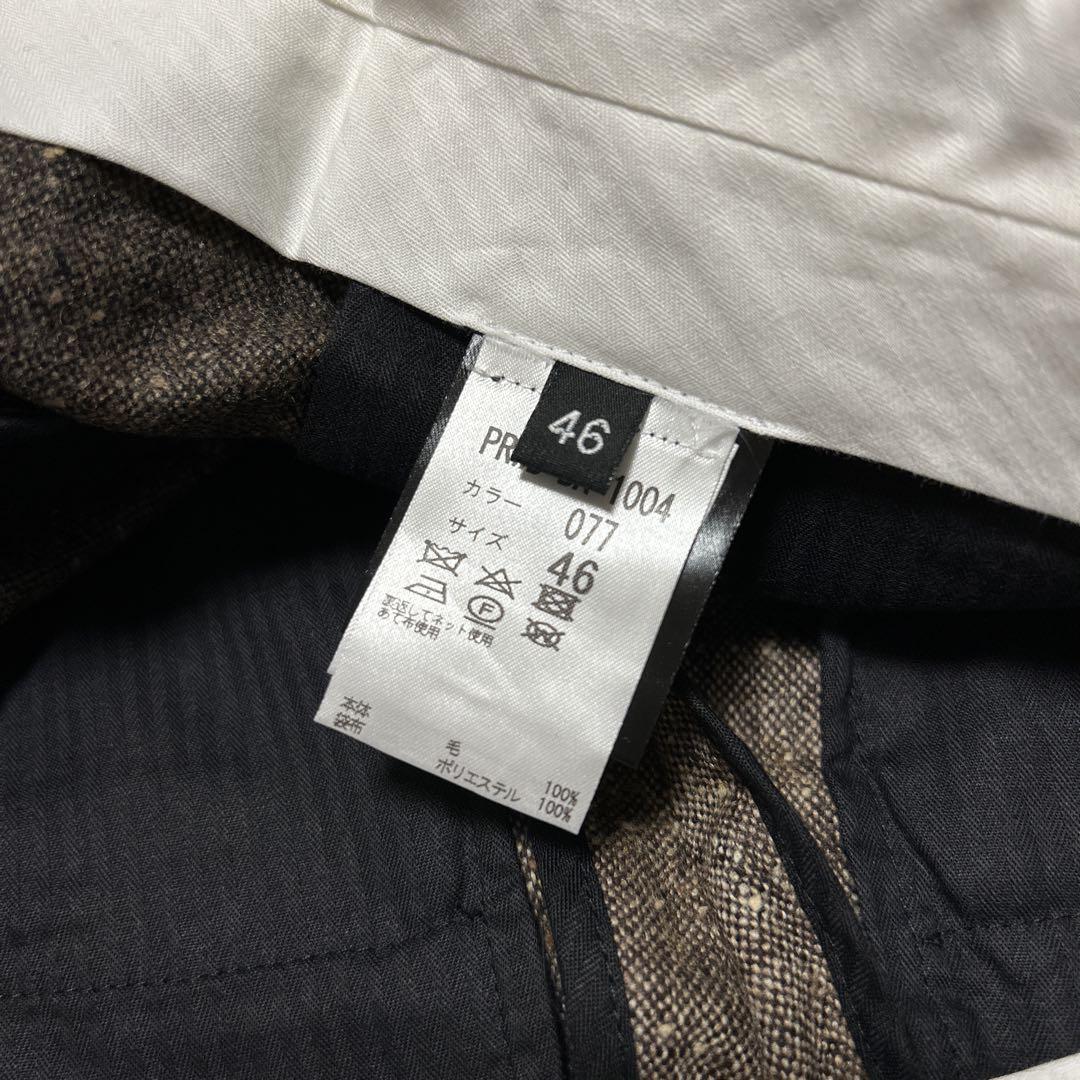 46
1004
カラー 077
サイズ 46
裏返してネット使用
あて布使用
本体 毛 100%
袋布 ポリエステル 100%